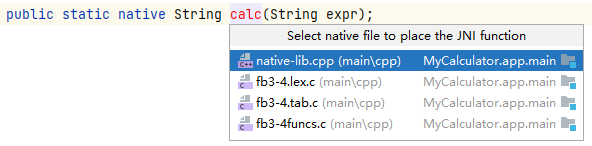 public static native String calc(String expr);
Select native file to place the JNI function
native-lib.cpp (main\cpp) MyCalculator.app.main
fb3-4.lex.c (main\cpp) MyCalculator.app.main
fb3-4.tab.c (main\cpp) MyCalculator.app.main
fb3-4funcs.c (main\cpp) MyCalculator.app.main